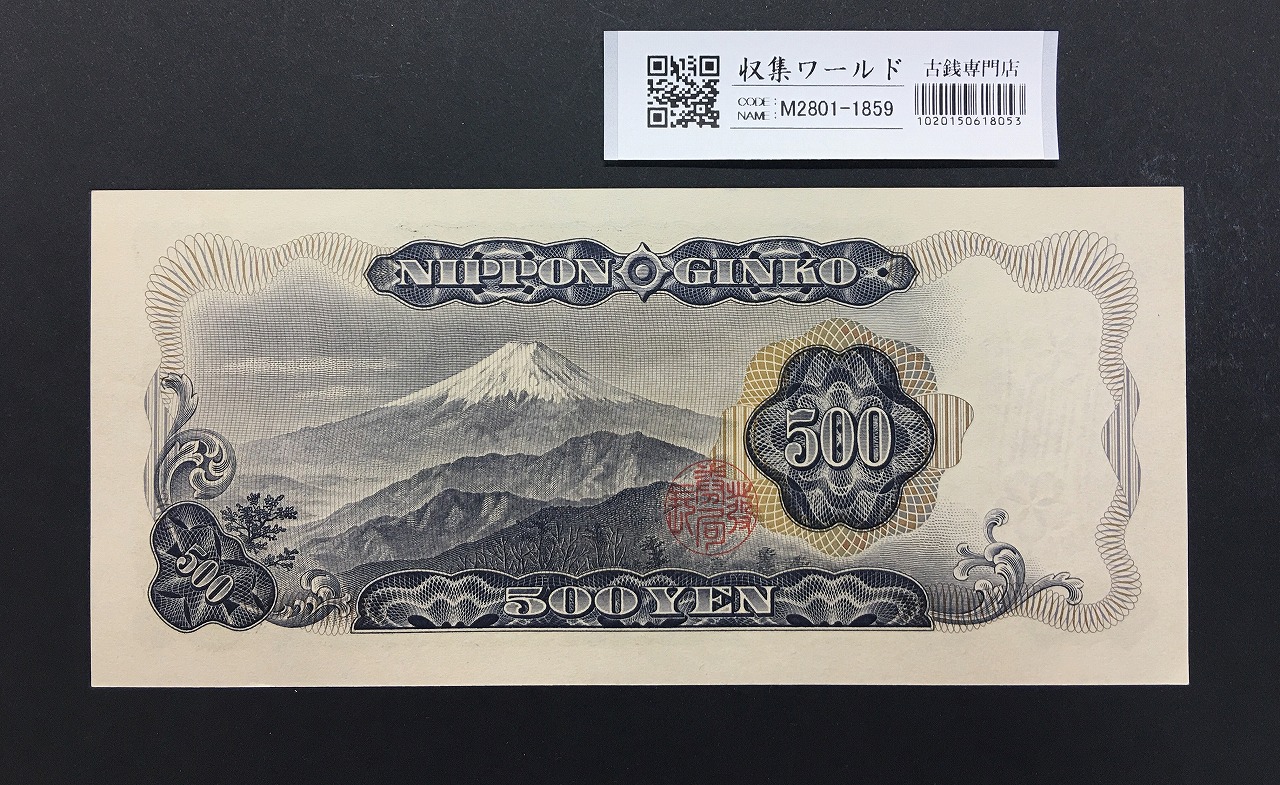 収集ワールド 古銭専門店
CODE :
NAME : M2801-1859
1020150618053
NIPPON GINKO
500
500
500 YEN